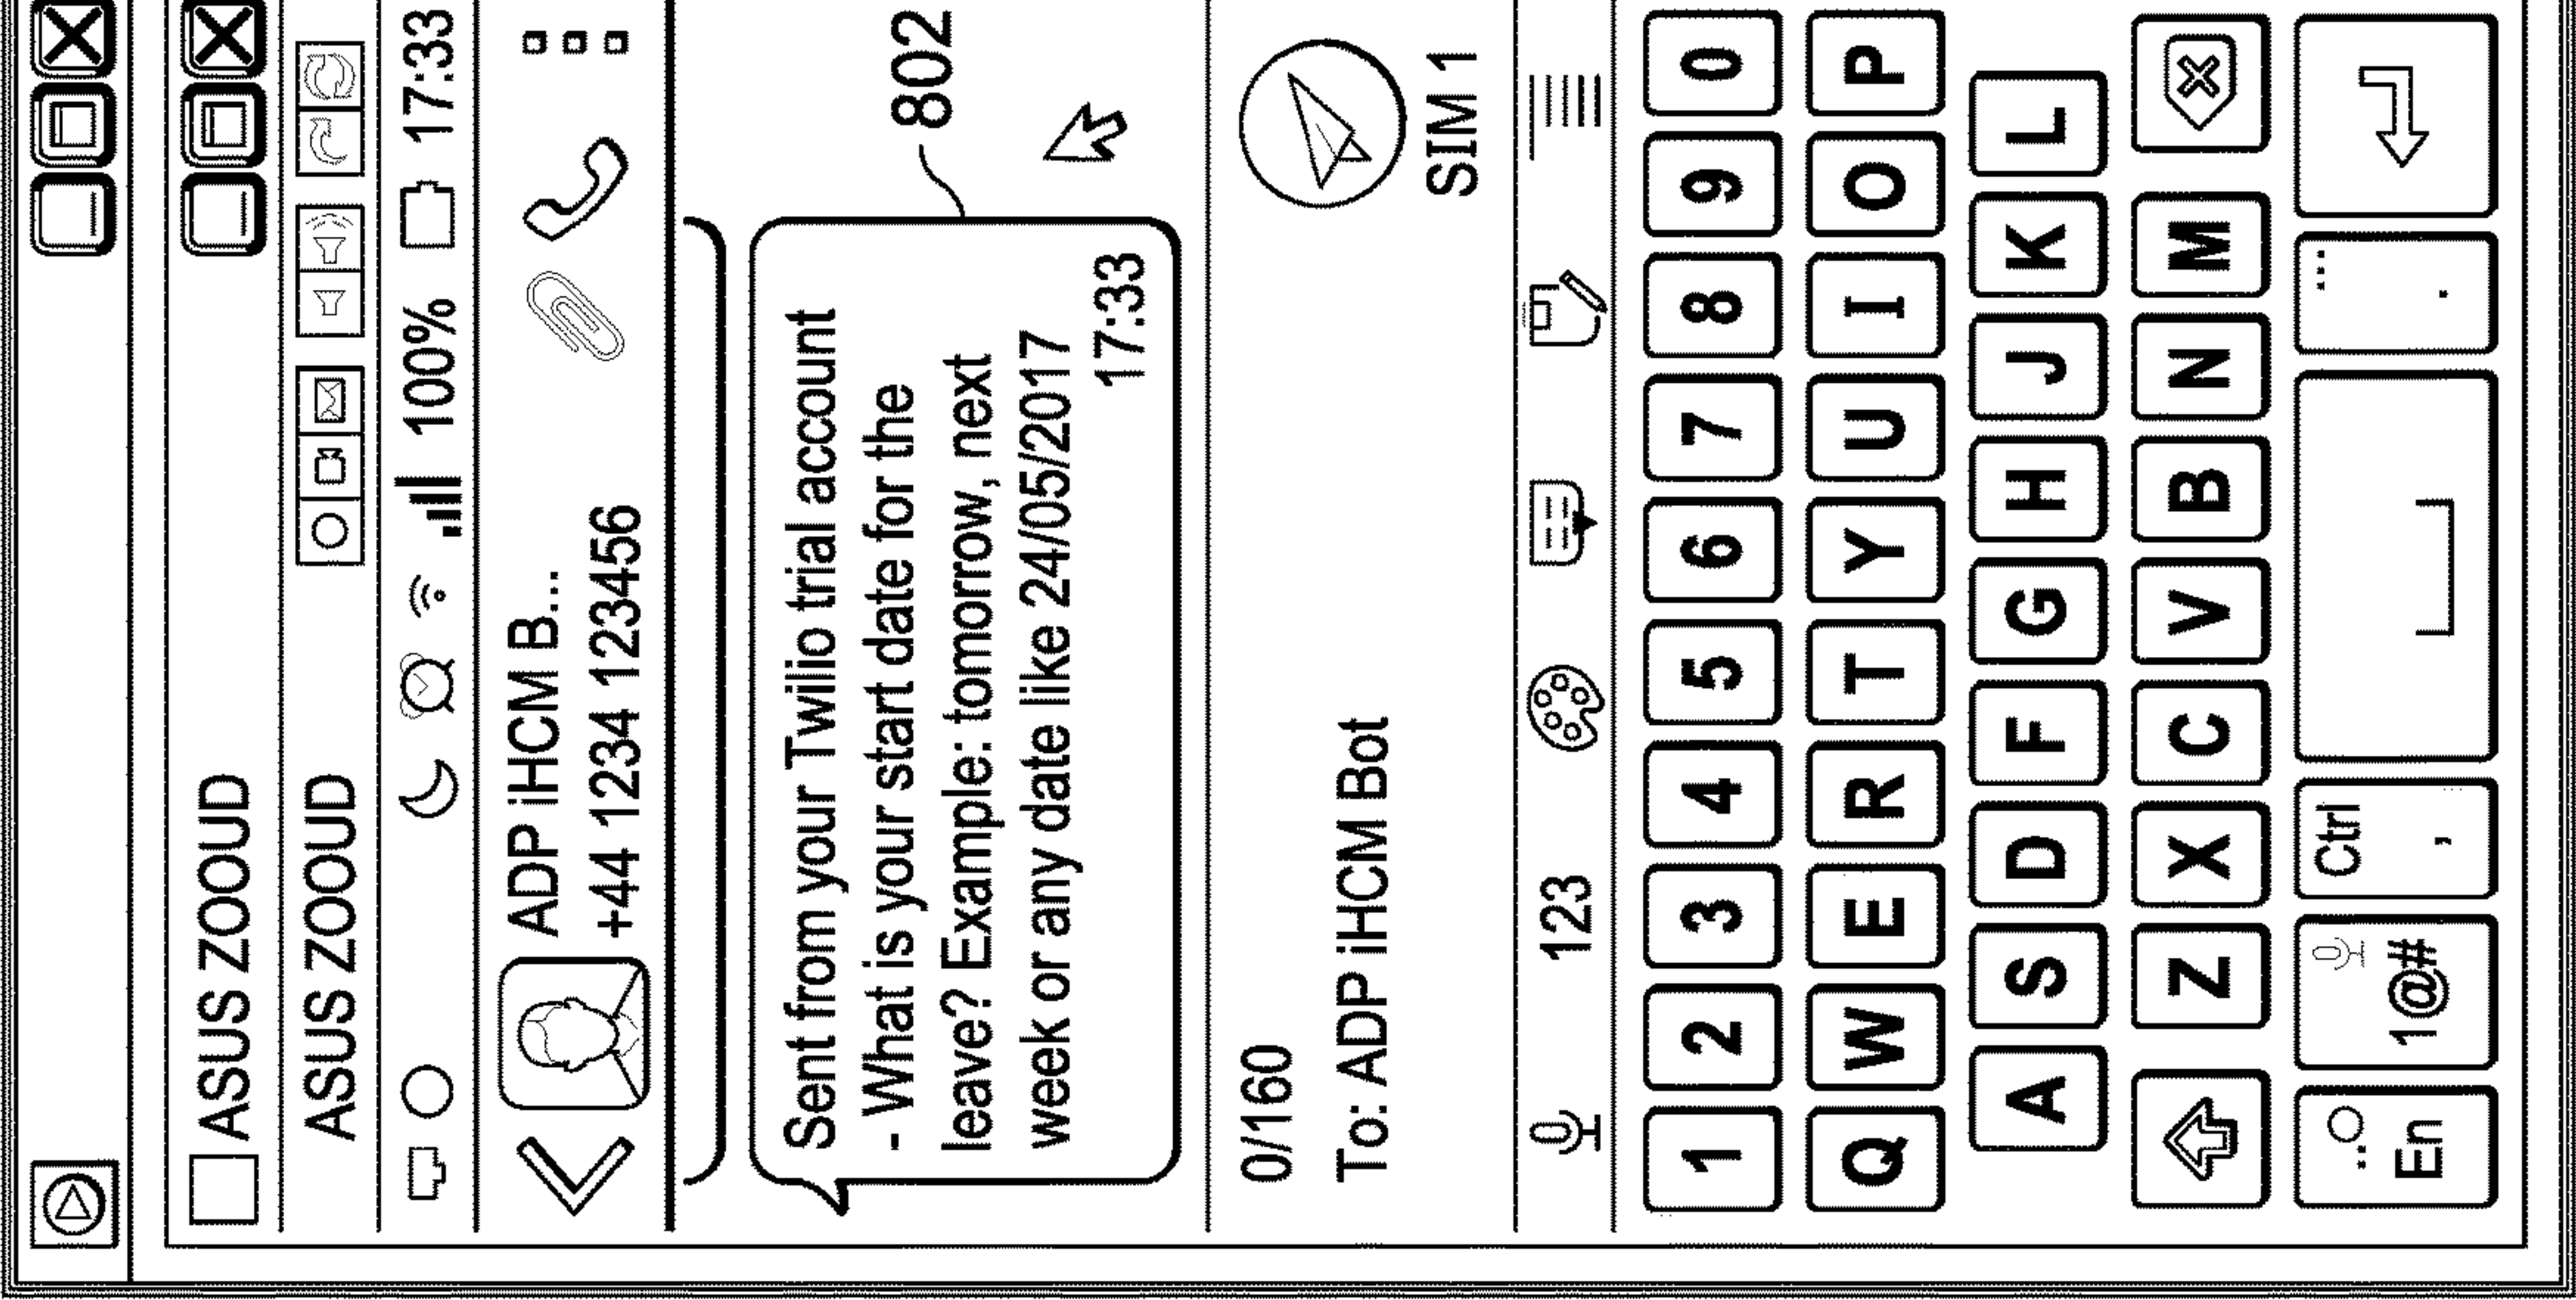 ASUS ZOOUD
ASUS ZOOUD
100% 17:33
ADP iHCM B...
+44 1234 123456
802
Sent from your Twilio trial account
- What is your start date for the
leave? Example: tomorrow, next
week or any date like 24/05/2017
17:33
0/160
To: ADP iHCM Bot
SIM 1
123
1 2 3 4 5 6 7 8 9 0
Q W E R T Y U I O P
A S D F G H J K L
Z X C V B N M
En 1@# Ctrl , ... .